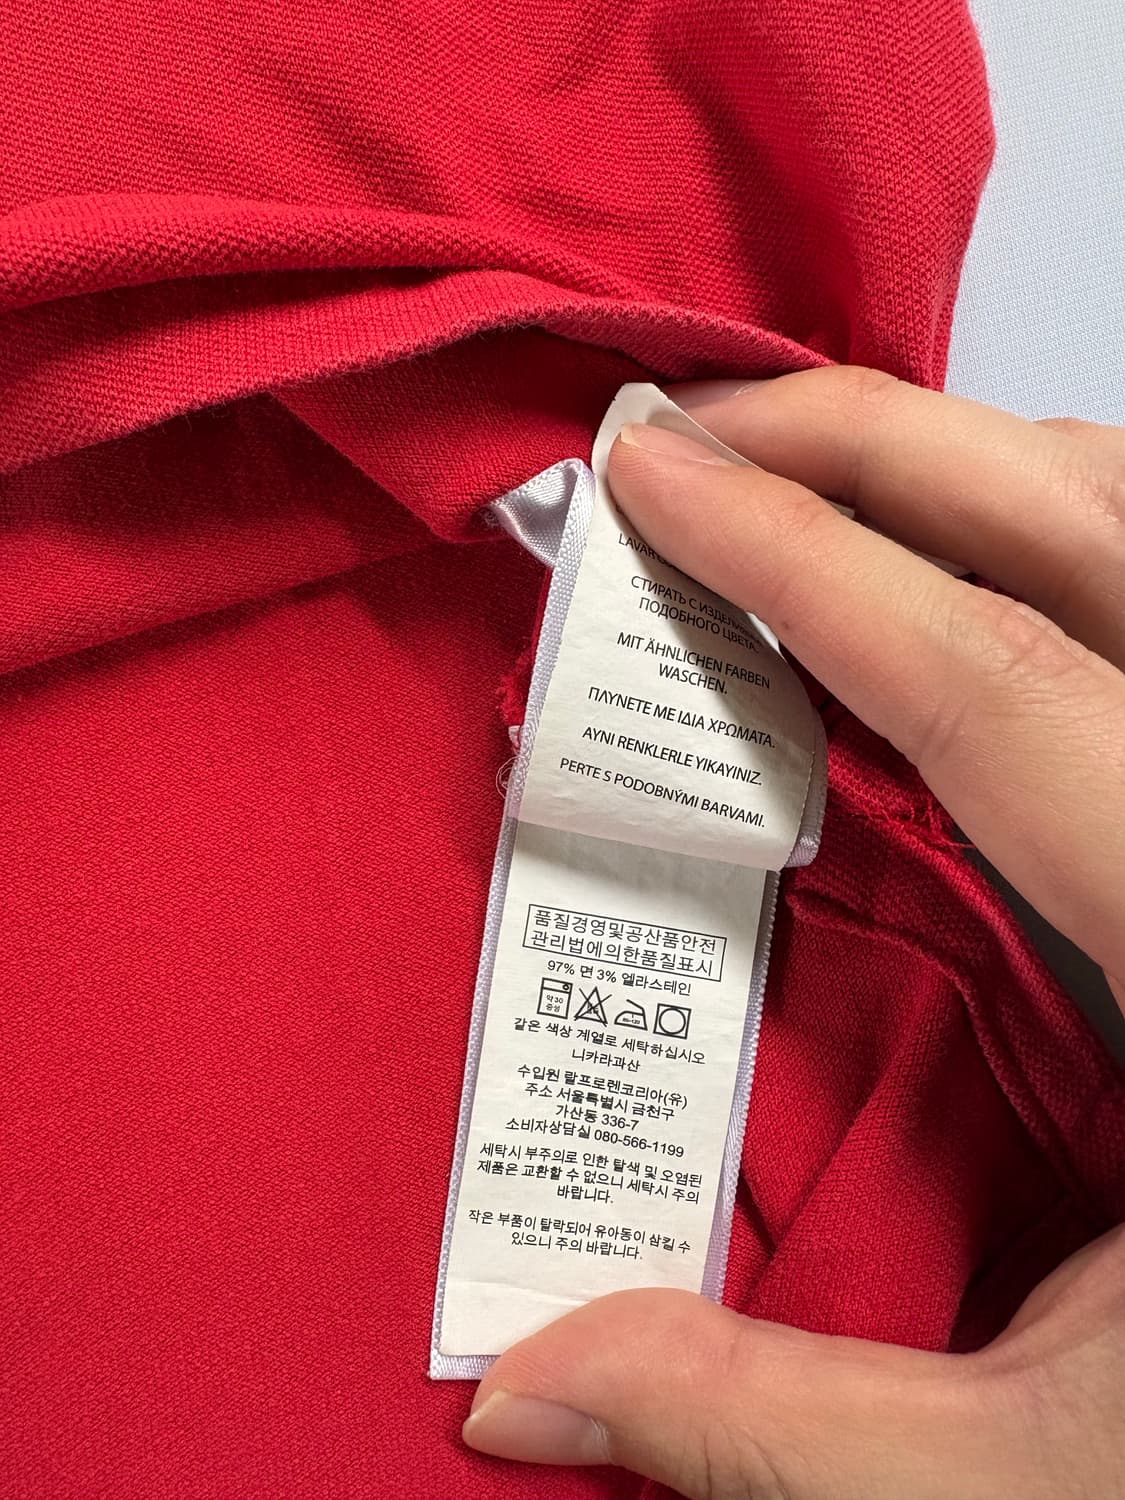 LAVAR
СТИРАТЬ С
ПОДОБНОГО ЦВЕТА.
MIT ÄHNLICHEN FARBEN
WASCHEN.
ΠΛΥΝΕΤΕ ΜΕ ΙΔΙΑ ΧΡΩΜΑΤΑ.
AYNI RENKLERLE YIKAYINIZ.
PERTE S PODOBNÝMI BARVAMI.
품질경영및공산품안전
관리법에의한품질표시
97% 면 3% 엘라스테인
약 30
중성
80-120
같은 색상 계열로 세탁하십시오
니카라과산
수입원 랄프로렌코리아(유)
주소 서울특별시 금천구
가산동 336-7
소비자상담실 080-566-1199
세탁시 부주의로 인한 탈색 및 오염된
제품은 교환할 수 없으니 세탁시 주의
바랍니다.
작은 부품이 탈락되어 유아동이 삼킬 수
있으니 주의 바랍니다.